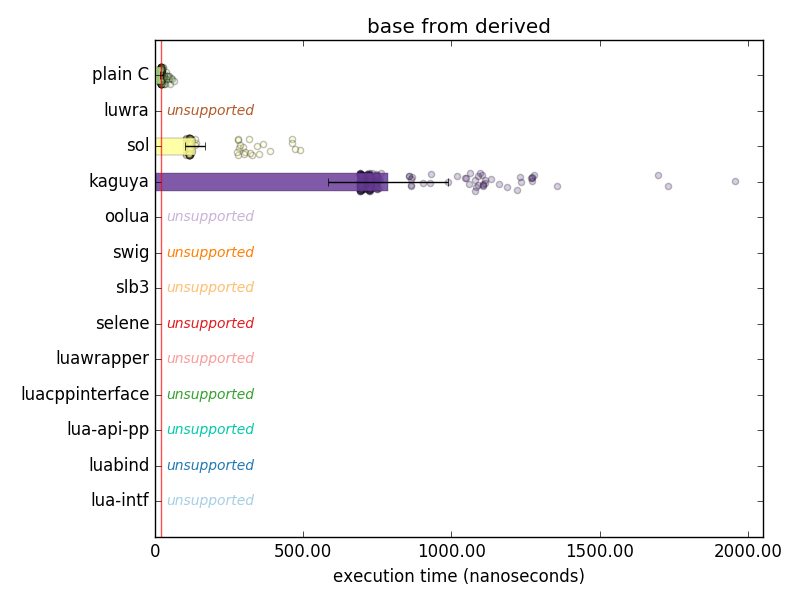 base from derived
plain C
luwra unsupported
sol
kaguya
oolua unsupported
swig unsupported
slb3 unsupported
selene unsupported
luawrapper unsupported
luacppinterface unsupported
lua-api-pp unsupported
luabind unsupported
lua-intf unsupported
0 500.00 1000.00 1500.00 2000.00
execution time (nanoseconds)